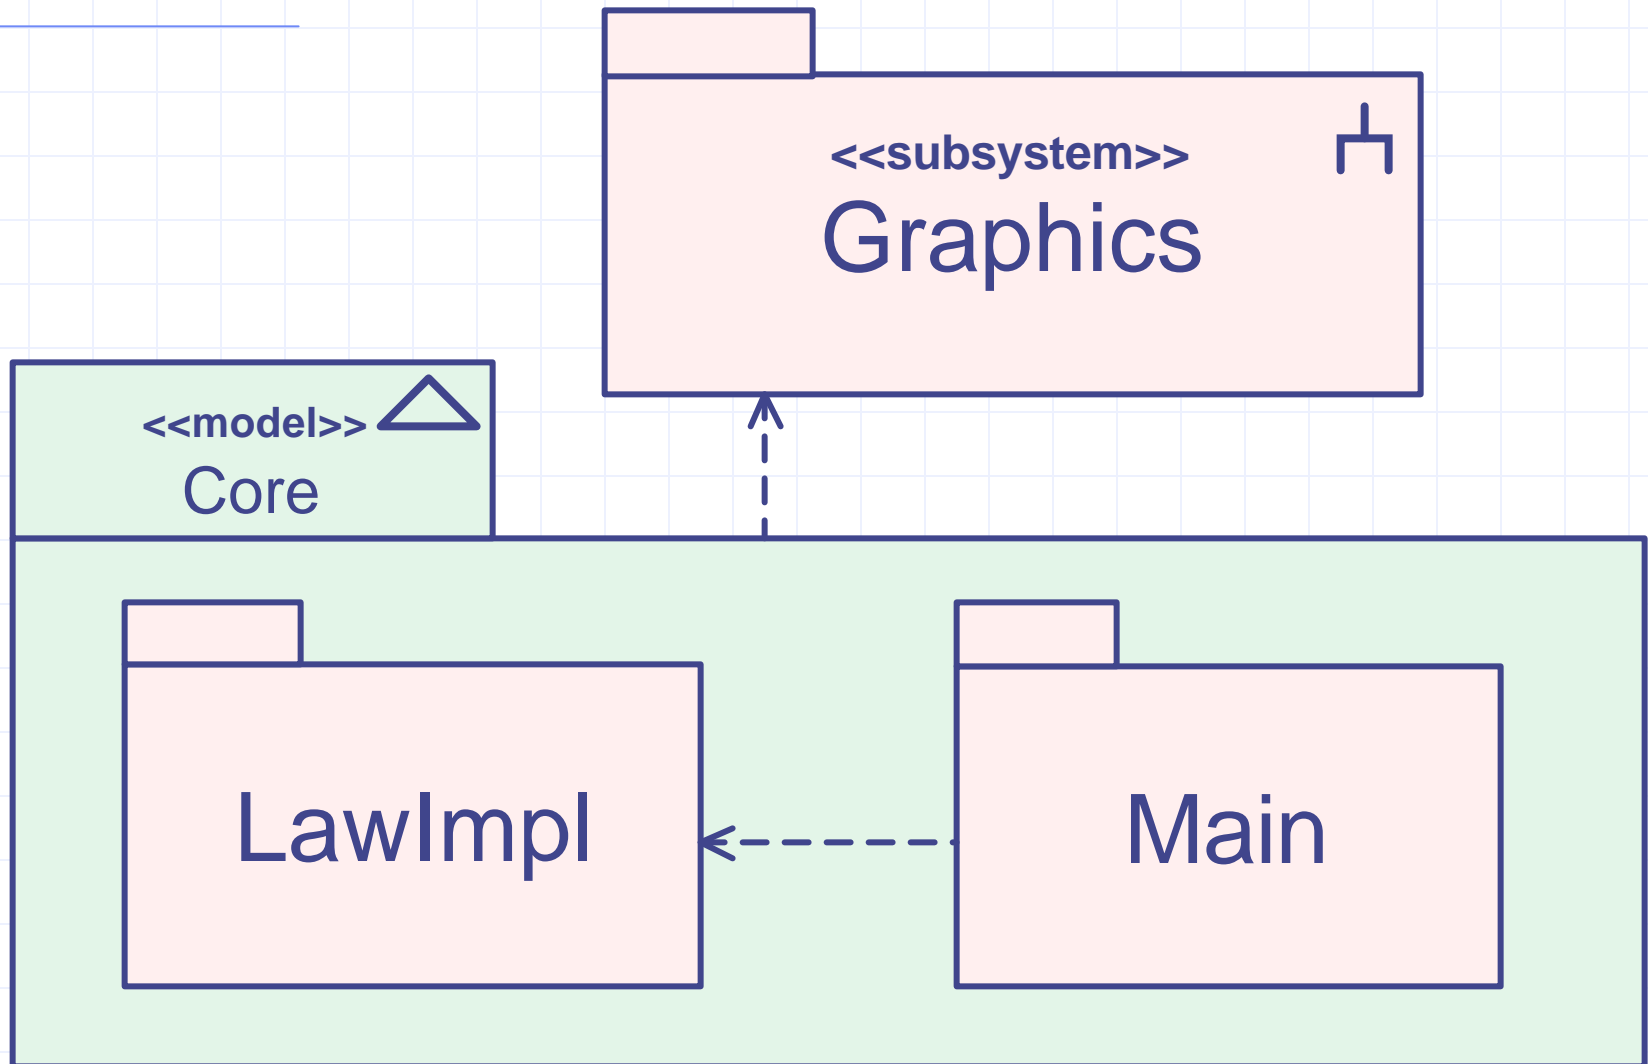 <<subsystem>>
Graphics
<<model>>
Core
LawImpl
Main